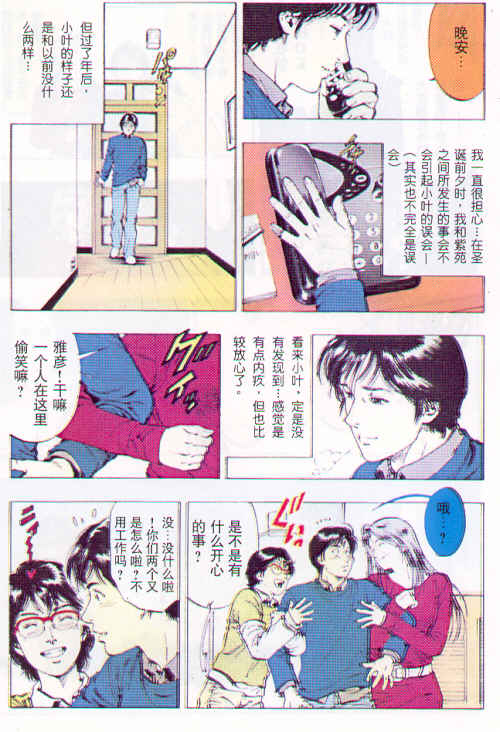 晚安…
我一直很担心…在圣
诞前夕时，我和紫苑
之间所发生的事会不
会引起小叶的误会—
（其实也不完全是误
会）
但过了年后，
小叶的样子还
是和以前没什
么两样…
看来小叶，定是没
有发现到…感觉是
有点内疚，但也比
较放心了。
雅彦！干嘛
一个人在这里
偷笑嘛？
グイッ
哦…？
是不是有
什么开心
的事？
没…没什么啦
！你们两个又
是怎么啦？不
用工作吗？